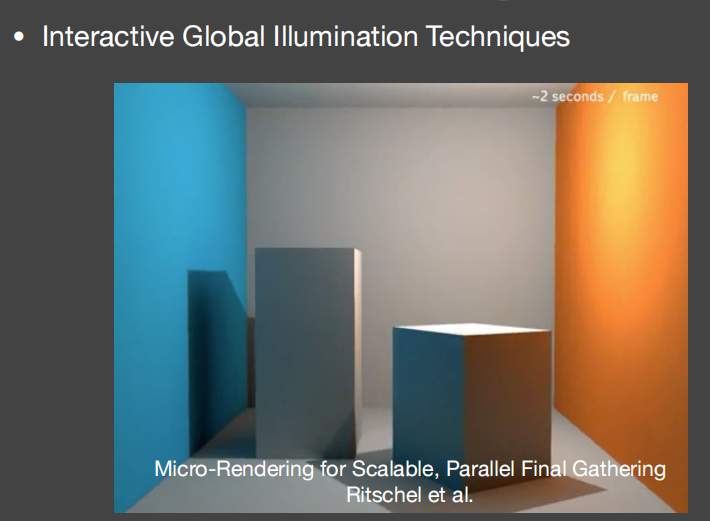 • Interactive Global Illumination Techniques
~2 seconds / frame
Micro-Rendering for Scalable, Parallel Final Gathering
Ritschel et al.